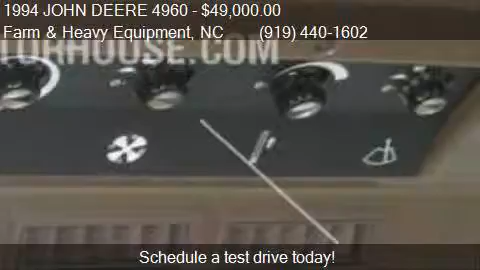 1994 JOHN DEERE 4960 - $49,000.00
Farm & Heavy Equipment, NC (919) 440-1602
TORHOUSE.COM
Schedule a test drive today!